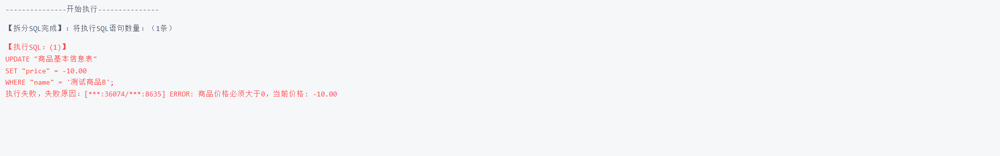 ---------------开始执行---------------
【拆分SQL完成】：将执行SQL语句数量：（1条）
【执行SQL：(1)】
UPDATE "商品基本信息表"
SET "price" = -10.00
WHERE "name" = '测试商品B';
执行失败，失败原因：[***:36074/***:8635] ERROR: 商品价格必须大于0，当前价格: -10.00